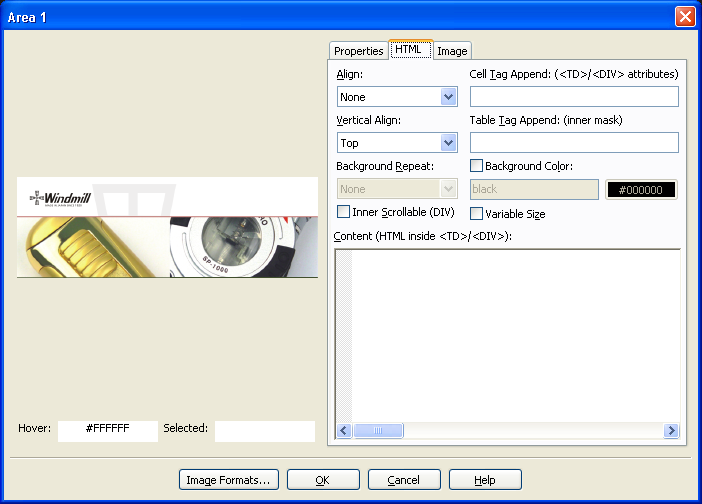 Area 1
Properties
HTML
Image
Align:
Cell Tag Append: (<TD>/<DIV> attributes)
None
Vertical Align:
Table Tag Append: (inner mask)
Top
Background Repeat:
Background Color:
None
black
#000000
Inner Scrollable (DIV)
Variable Size
Content (HTML inside <TD>/<DIV>):
Windmill
SP-1000
Hover:
#FFFFFF
Selected:
Image Formats...
OK
Cancel
Help